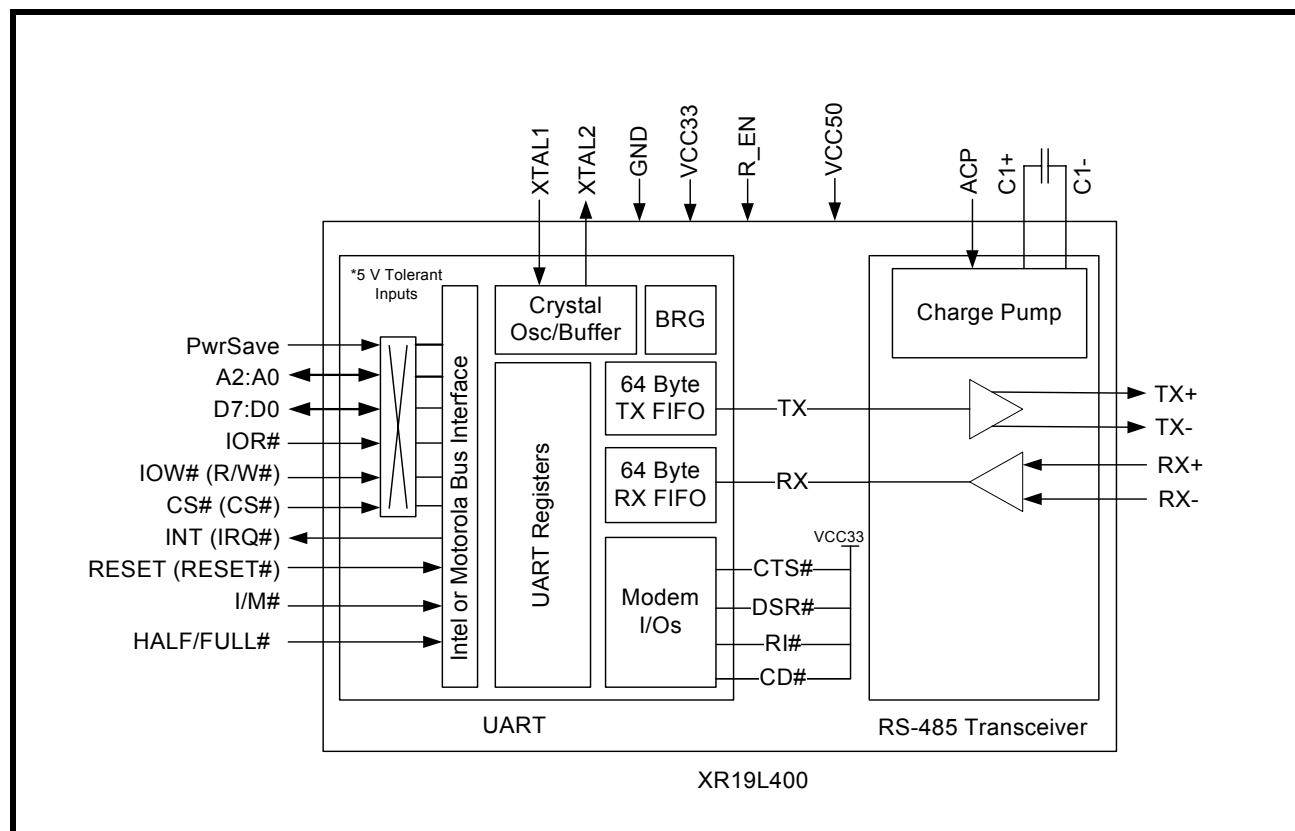 XTAL1
XTAL2
GND
VCC33
R_EN
VCC50
ACP
C1+
C1-
*5 V Tolerant
Inputs
Crystal
Osc/Buffer
BRG
Charge Pump
PwrSave
A2:A0
D7:D0
IOR#
IOW# (R/W#)
CS# (CS#)
INT (IRQ#)
RESET (RESET#)
I/M#
HALF/FULL#
Intel or Motorola Bus Interface
UART Registers
64 Byte
TX FIFO
TX
TX+
TX-
64 Byte
RX FIFO
RX
RX+
RX-
Modem
I/Os
VCC33
CTS#
DSR#
RI#
CD#
UART
RS-485 Transceiver
XR19L400